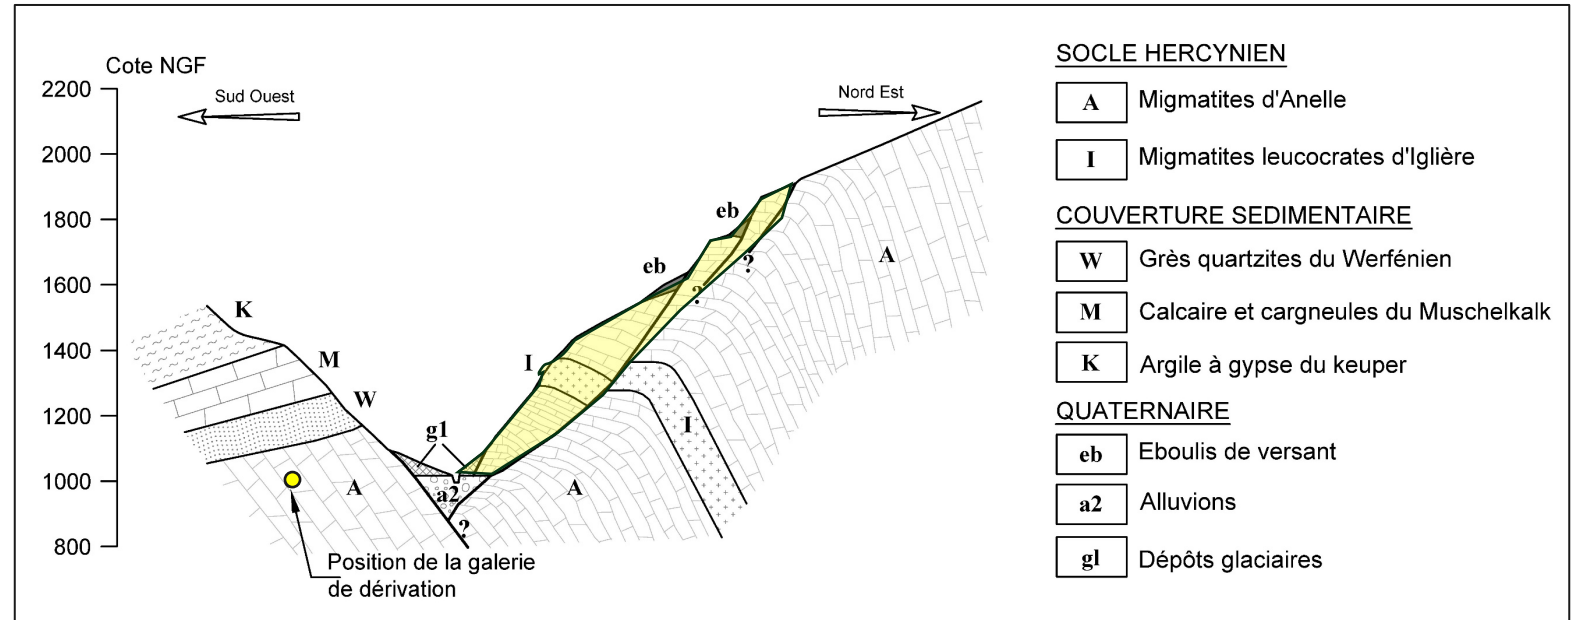 Cote NGF
2200
2000
1800
1600
1400
1200
1000
800
Sud Ouest
Nord Est
K
M
W
A
g1
a2
?
I
eb
eb
?
?
A
I
A
Position de la galerie
de dérivation
SOCLE HERCYNIEN
A Migmatites d'Anelle
I Migmatites leucocrates d'Iglière
COUVERTURE SEDIMENTAIRE
W Grès quartzites du Werfénien
M Calcaire et cargneules du Muschelkalk
K Argile à gypse du keuper
QUATERNAIRE
eb Eboulis de versant
a2 Alluvions
gl Dépôts glaciaires